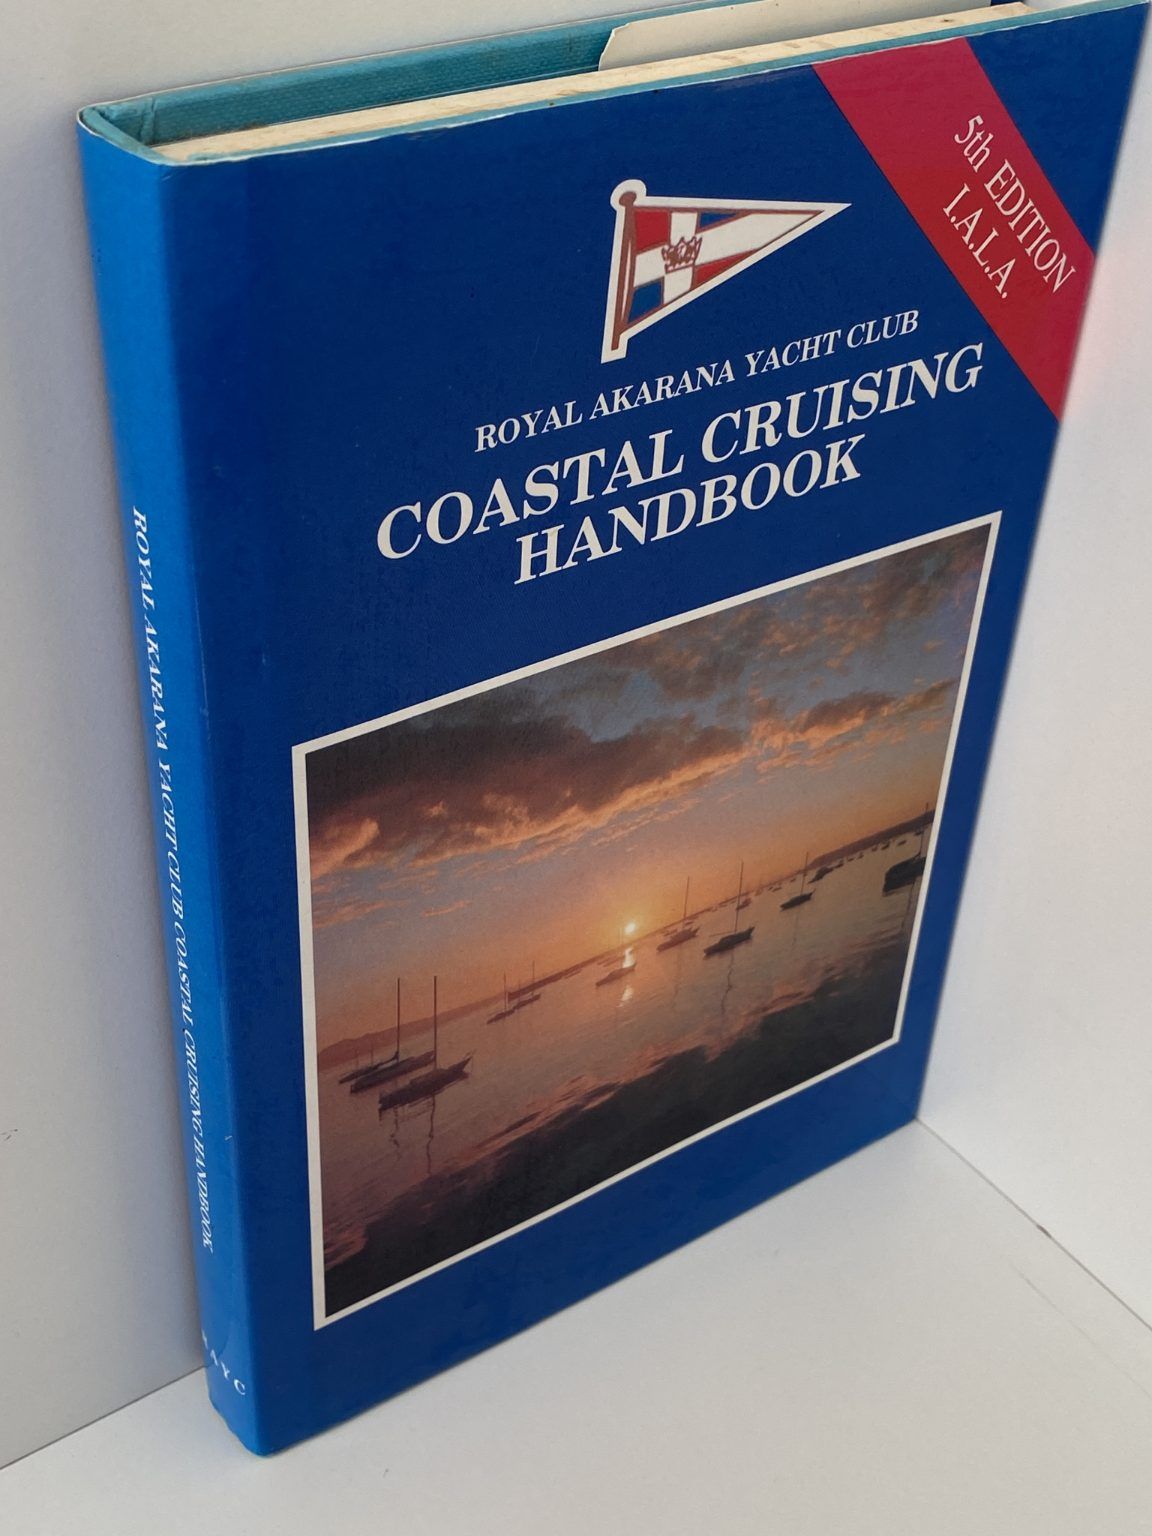 5th EDITION
I.A.L.A.
ROYAL AKARANA YACHT CLUB
COASTAL CRUISING
HANDBOOK
ROYAL AKARANA YACHT CLUB COASTAL CRUISING HANDBOOK
RAYC